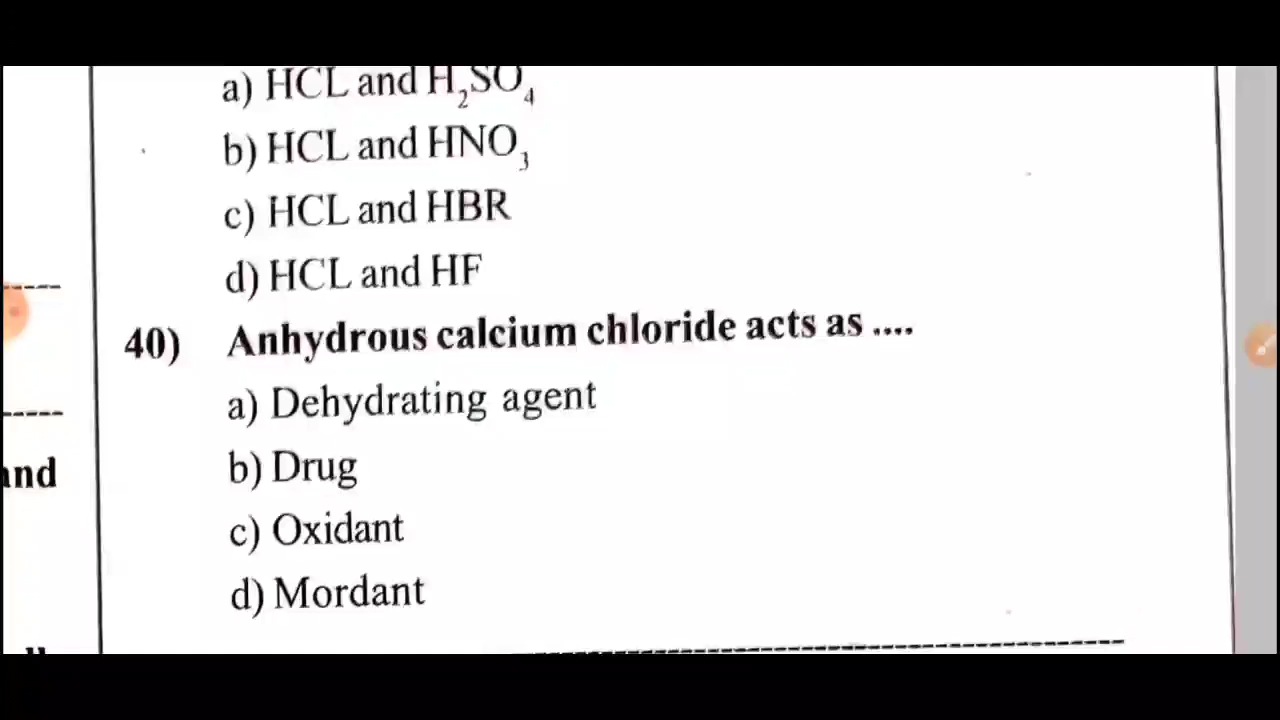 a) HCL and H₂SO₄
b) HCL and HNO₃
c) HCL and HBR
d) HCL and HF
40) Anhydrous calcium chloride acts as ....
a) Dehydrating agent
b) Drug
c) Oxidant
d) Mordant